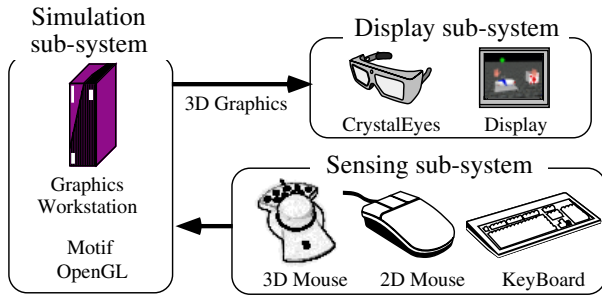 Simulation
sub-system
Graphics
Workstation
Motif
OpenGL
3D Graphics
Display sub-system
CrystalEyes
Display
Sensing sub-system
3D Mouse
2D Mouse
KeyBoard